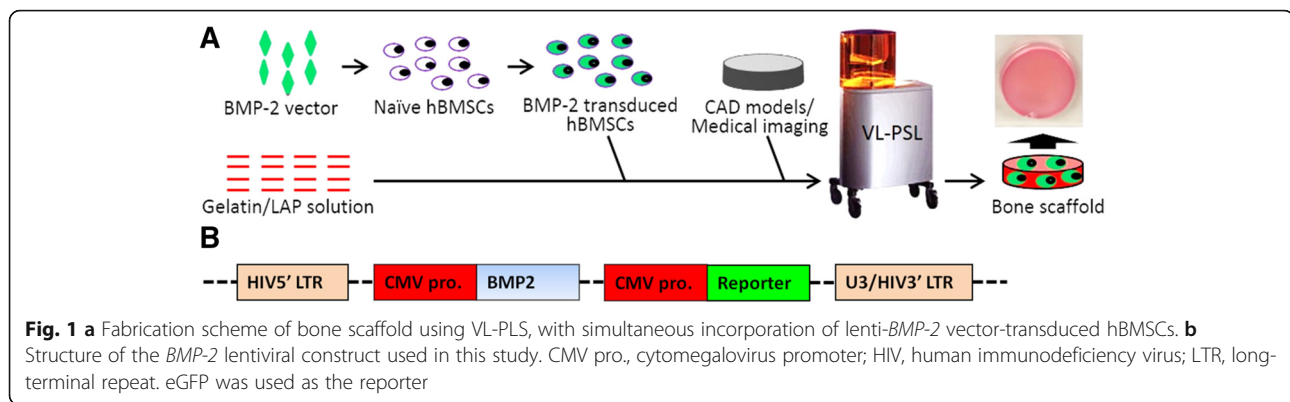 A
BMP-2 vector
Naïve hBMSCs
BMP-2 transduced
hBMSCs
CAD models/
Medical imaging
VL-PSL
Gelatin/LAP solution
Bone scaffold
B
HIV5' LTR
CMV pro.
BMP2
CMV pro.
Reporter
U3/HIV3' LTR
Fig. 1 a Fabrication scheme of bone scaffold using VL-PLS, with simultaneous incorporation of lenti-BMP-2 vector-transduced hBMSCs. b
Structure of the BMP-2 lentiviral construct used in this study. CMV pro., cytomegalovirus promoter; HIV, human immunodeficiency virus; LTR, long-
terminal repeat. eGFP was used as the reporter